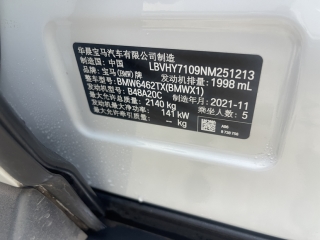 华晨宝马汽车有限公司制造
制造国：中国 LBVHY7109NM251213
品牌：宝马(BMW)牌 发动机排量：1998 mL
整车型号：BMW6462TX(BMWX1)
发动机型号：B48A20C 制造年月：2021-11
最大允许总质量：2140 kg 乘坐人数：5
发动机最大净功率：141 kW
最大允许牵引质量：-- kg